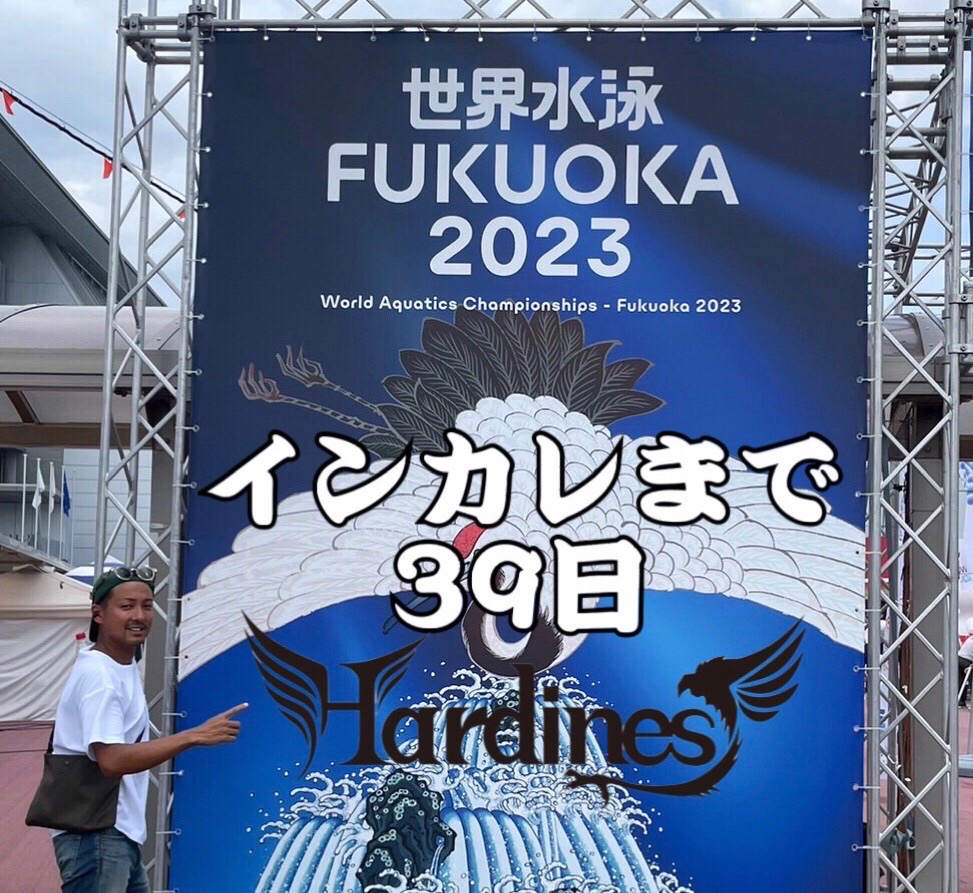 世界水泳
FUKUOKA
2023
World Aquatics Championships - Fukuoka 2023
インカレまで
39日
Hardines